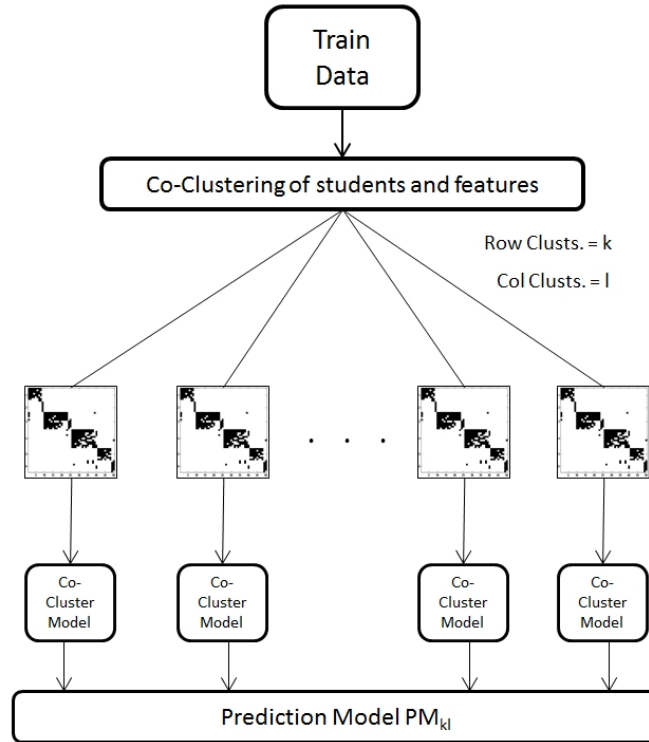 Train
Data
Co-Clustering of students and features
Row Clusts. = k
Col Clusts. = l
. . .
Co-
Cluster
Model
Co-
Cluster
Model
Co-
Cluster
Model
Co-
Cluster
Model
Prediction Model PMkl